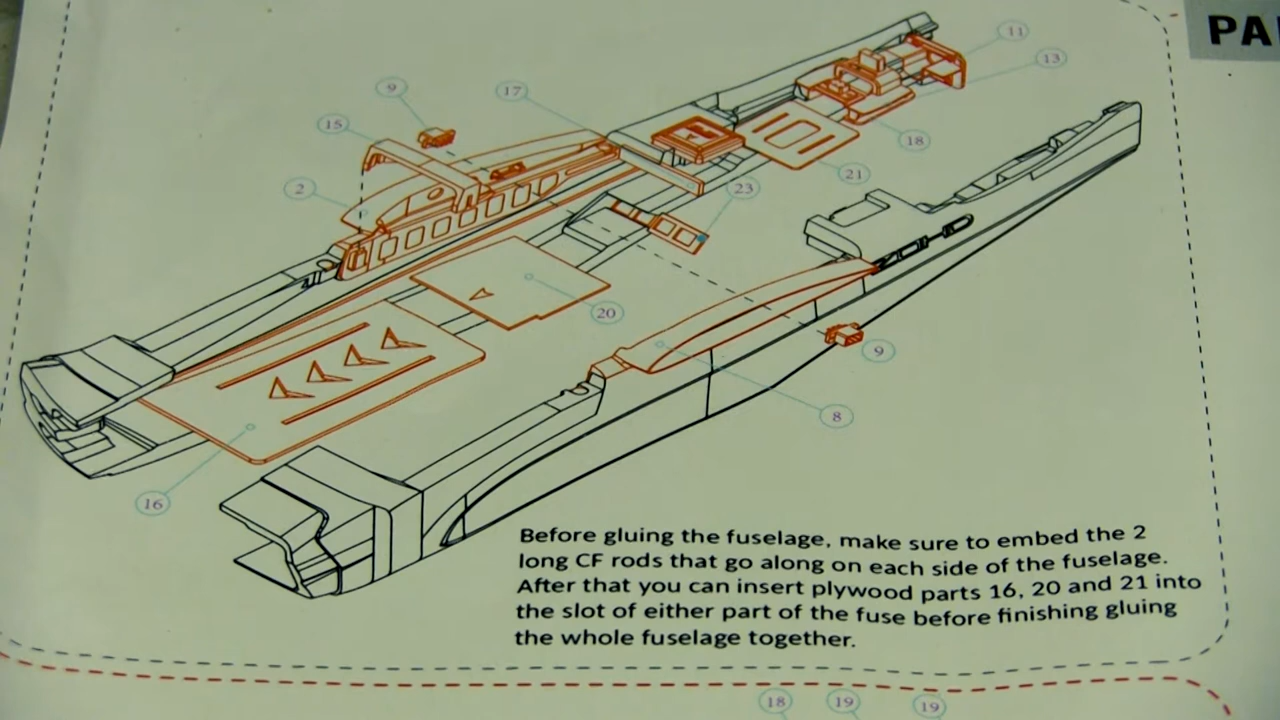 PA
11
13
9
17
15
18
21
2
23
20
9
8
16
Before gluing the fuselage, make sure to embed the 2
long CF rods that go along on each side of the fuselage.
After that you can insert plywood parts 16, 20 and 21 into
the slot of either part of the fuse before finishing gluing
the whole fuselage together.
18 19 19